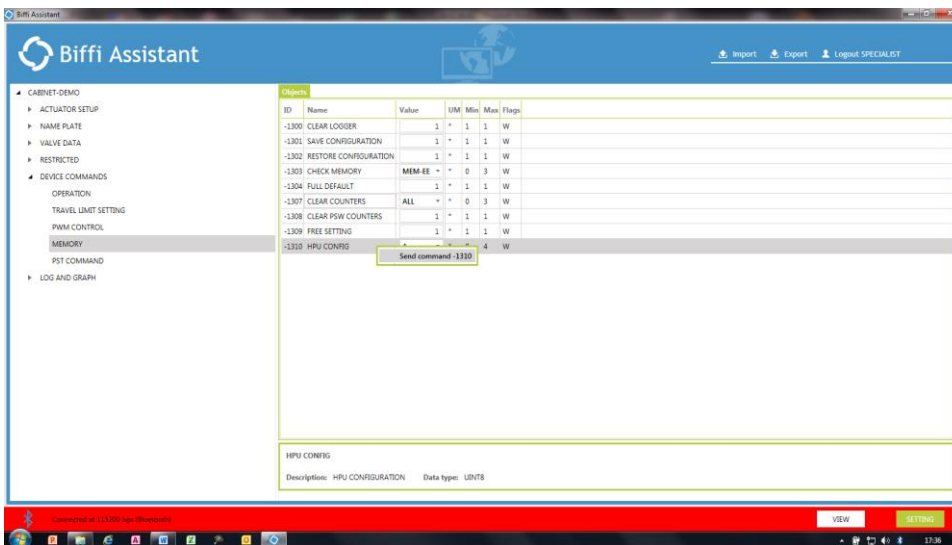 Biffi Assistant
Biffi Assistant
Import Export Logout SPECIALIST
CABINET-DEMO
ACTUATOR SETUP
NAME PLATE
VALVE DATA
RESTRICTED
DEVICE COMMANDS
OPERATION
TRAVEL LIMIT SETTING
PWM CONTROL
MEMORY
PST COMMAND
LOG AND GRAPH
Objects
ID Name Value UM Min Max Flags
-1300 CLEAR LOGGER 1 * 1 1 W
-1301 SAVE CONFIGURATION 1 * 1 1 W
-1302 RESTORE CONFIGURATION 1 * 1 1 W
-1303 CHECK MEMORY MEM-EE * 0 3 W
-1304 FULL DEFAULT 1 * 1 1 W
-1307 CLEAR COUNTERS ALL * 0 3 W
-1308 CLEAR PSW COUNTERS 1 * 1 1 W
-1309 FREE SETTING 1 * 1 1 W
-1310 HPU CONFIG 4 W
Send command -1310
HPU CONFIG
Description: HPU CONFIGURATION Data type: UINT8
Connected at 115200 bps (Bluetooth)
VIEW SETTING
17:36